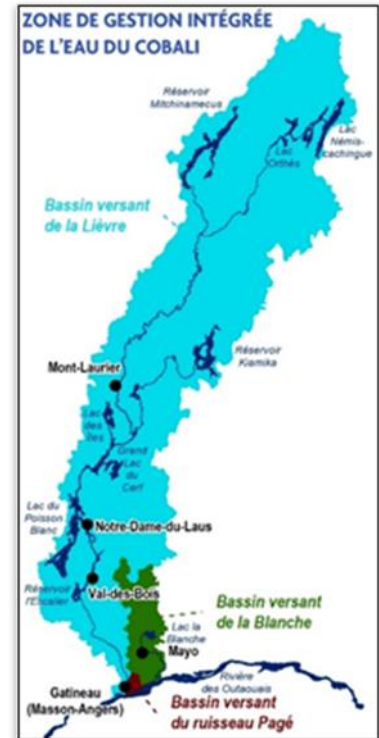 ZONE DE GESTION INTÉGRÉE
DE L'EAU DU COBALI
Réservoir
Mitchinamecus
Lac
Némis-
cachingue
Lac
Orthès
Bassin versant
de la Lièvre
Réservoir
Kiamika
Mont-Laurier
Lac
des
Îles
Grand
Lac
du
Cerf
Lac du
Poisson
Blanc
Notre-Dame-du-Laus
Réservoir
l'Escalier
Val-des-Bois
Bassin versant
de la Blanche
Lac la
Blanche
Mayo
Gatineau
(Masson-Angers)
Rivière
des Outaouais
Bassin versant
du ruisseau Pagé